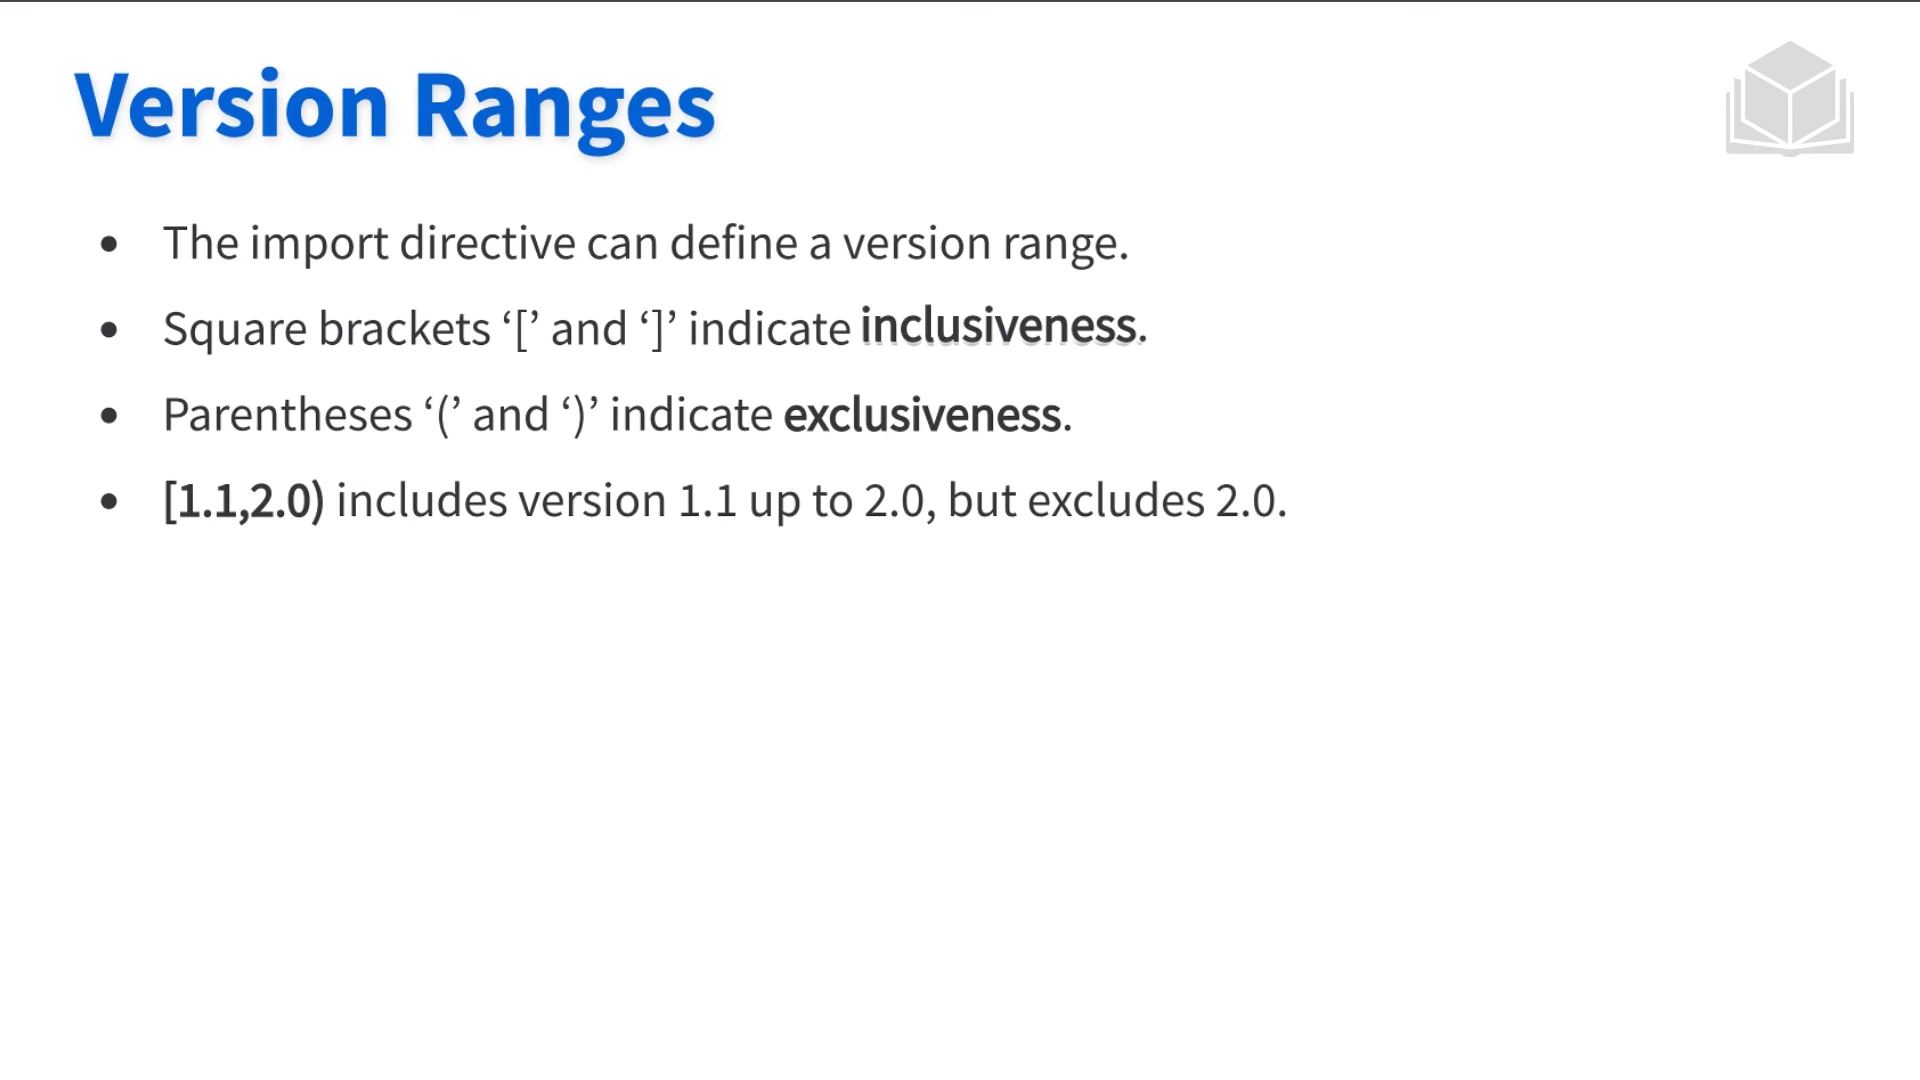 Version Ranges
• The import directive can define a version range.
• Square brackets ‘[’ and ‘]’ indicate inclusiveness.
• Parentheses ‘(’ and ‘)’ indicate exclusiveness.
• [1.1,2.0) includes version 1.1 up to 2.0, but excludes 2.0.